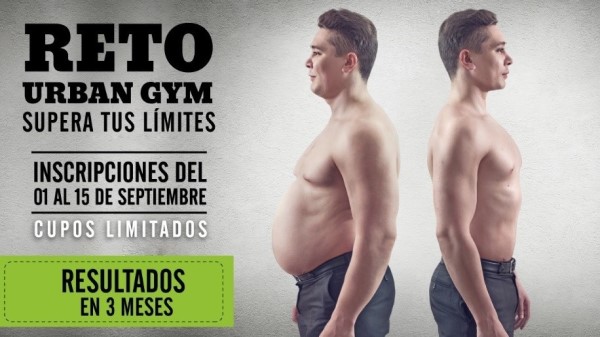 RETO
URBAN GYM
SUPERA TUS LÍMITES
INSCRIPCIONES DEL
01 AL 15 DE SEPTIEMBRE
CUPOS LIMITADOS
RESULTADOS
EN 3 MESES